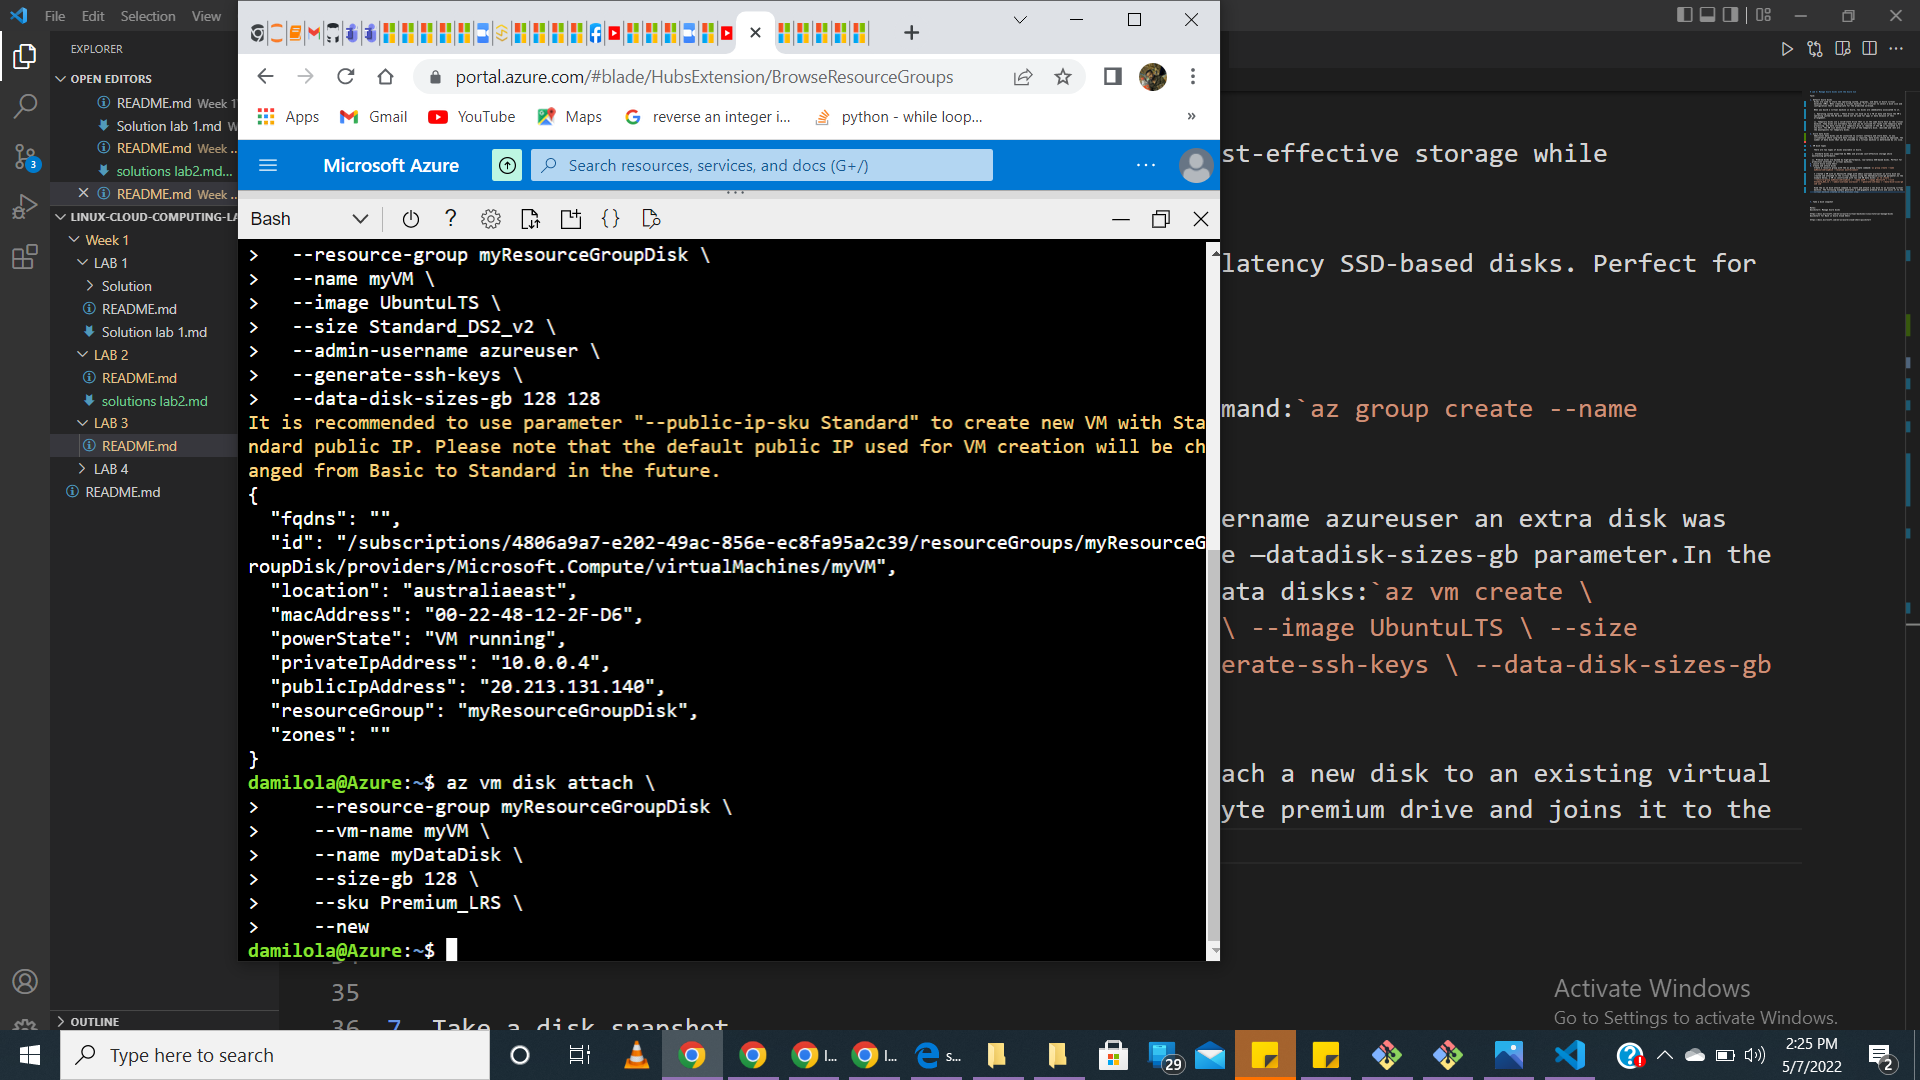 File Edit Selection View
EXPLORER
OPEN EDITORS
README.md Week 1
Solution lab 1.md W
README.md Week ...
solutions lab2.md...
README.md Week ...
LINUX-CLOUD-COMPUTING-LA
Week 1
LAB 1
Solution
README.md
Solution lab 1.md
LAB 2
README.md
solutions lab2.md
LAB 3
README.md
LAB 4
README.md
OUTLINE
3
portal.azure.com/#blade/HubsExtension/BrowseResourceGroups
Apps Gmail YouTube Maps reverse an integer i... python - while loop... »
Microsoft Azure Search resources, services, and docs (G+/) ...
Bash
> --resource-group myResourceGroupDisk \
> --name myVM \
> --image UbuntuLTS \
> --size Standard_DS2_v2 \
> --admin-username azureuser \
> --generate-ssh-keys \
> --data-disk-sizes-gb 128 128
It is recommended to use parameter "--public-ip-sku Standard" to create new VM with Sta
ndard public IP. Please note that the default public IP used for VM creation will be ch
anged from Basic to Standard in the future.
{
"fqdns": "",
"id": "/subscriptions/4806a9a7-e202-49ac-856e-ec8fa95a2c39/resourceGroups/myResourceG
roupDisk/providers/Microsoft.Compute/virtualMachines/myVM",
"location": "australiaeast",
"macAddress": "00-22-48-12-2F-D6",
"powerState": "VM running",
"privateIpAddress": "10.0.0.4",
"publicIpAddress": "20.213.131.140",
"resourceGroup": "myResourceGroupDisk",
"zones": ""
}
damilola@Azure:~$ az vm disk attach \
> --resource-group myResourceGroupDisk \
> --vm-name myVM \
> --name myDataDisk \
> --size-gb 128 \
> --sku Premium_LRS \
> --new
damilola@Azure:~$
st-effective storage while
latency SSD-based disks. Perfect for
mand:`az group create --name
ername azureuser an extra disk was
e –datadisk-sizes-gb parameter.In the
ata disks:`az vm create \
\ --image UbuntuLTS \ --size
erate-ssh-keys \ --data-disk-sizes-gb
ach a new disk to an existing virtual
yte premium drive and joins it to the
35
36 7. Take a disk snapshot
Activate Windows
Go to Settings to activate Windows.
Type here to search
l... l... s... 29
2:25 PM
5/7/2022
2